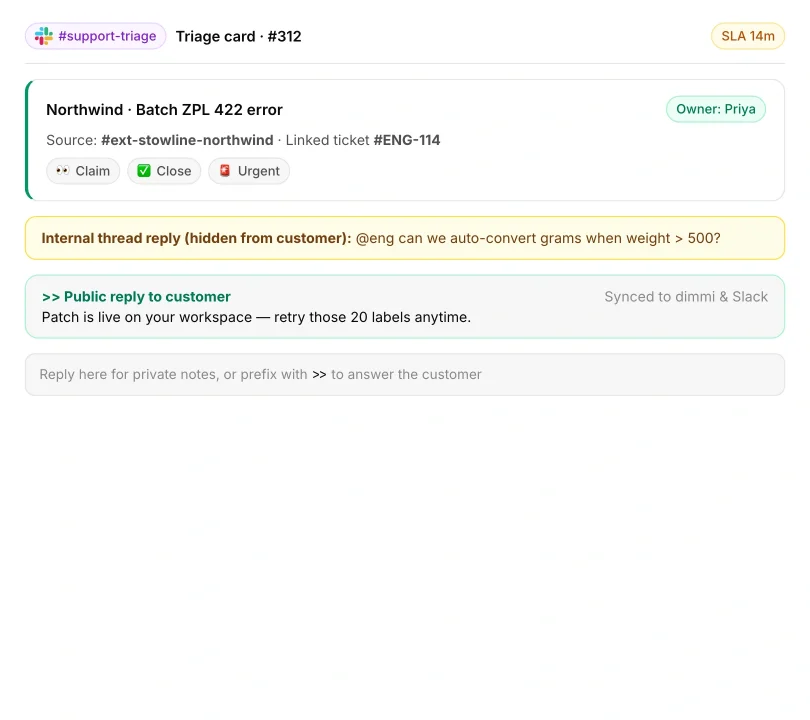 #support-triage Triage card · #312 SLA 14m
Northwind · Batch ZPL 422 error Owner: Priya
Source: #ext-stowline-northwind · Linked ticket #ENG-114
👀 Claim ✅ Close 🚨 Urgent
Internal thread reply (hidden from customer): @eng can we auto-convert grams when weight > 500?
>> Public reply to customer Synced to dimmi & Slack
Patch is live on your workspace — retry those 20 labels anytime.
Reply here for private notes, or prefix with >> to answer the customer